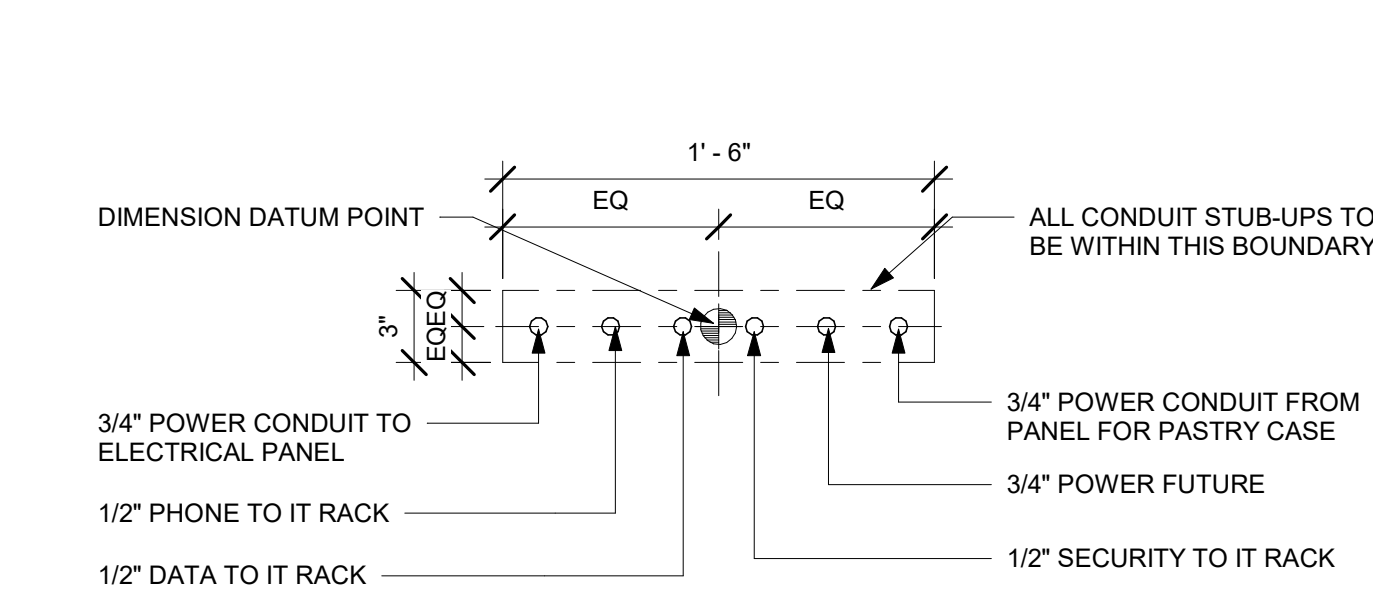 1' - 6"
EQ EQ
DIMENSION DATUM POINT
ALL CONDUIT STUB-UPS TO
BE WITHIN THIS BOUNDARY
3"
EQ
EQ
3/4" POWER CONDUIT TO
ELECTRICAL PANEL
3/4" POWER CONDUIT FROM
PANEL FOR PASTRY CASE
3/4" POWER FUTURE
1/2" PHONE TO IT RACK
1/2" SECURITY TO IT RACK
1/2" DATA TO IT RACK